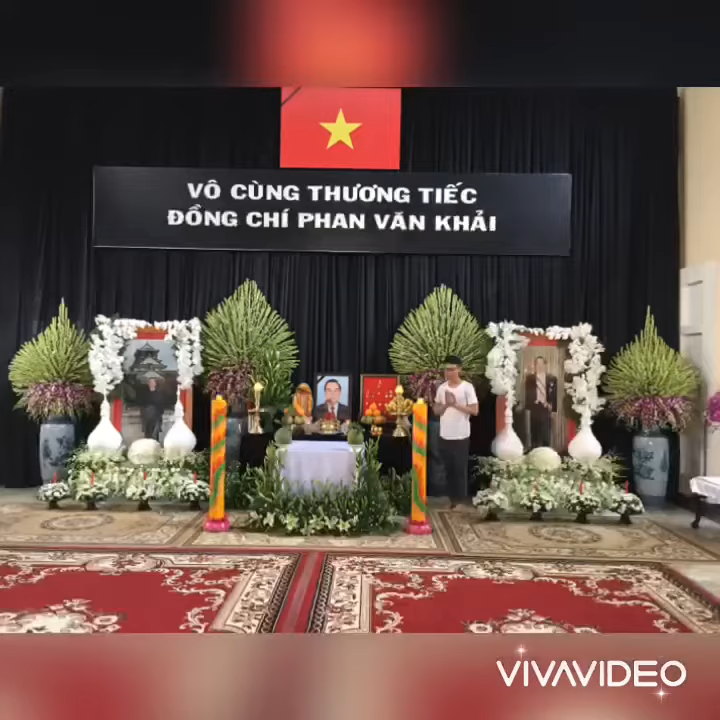 VÔ CÙNG THƯƠNG TIẾC
ĐỒNG CHÍ PHAN VĂN KHẢI
VIVAVIDEO